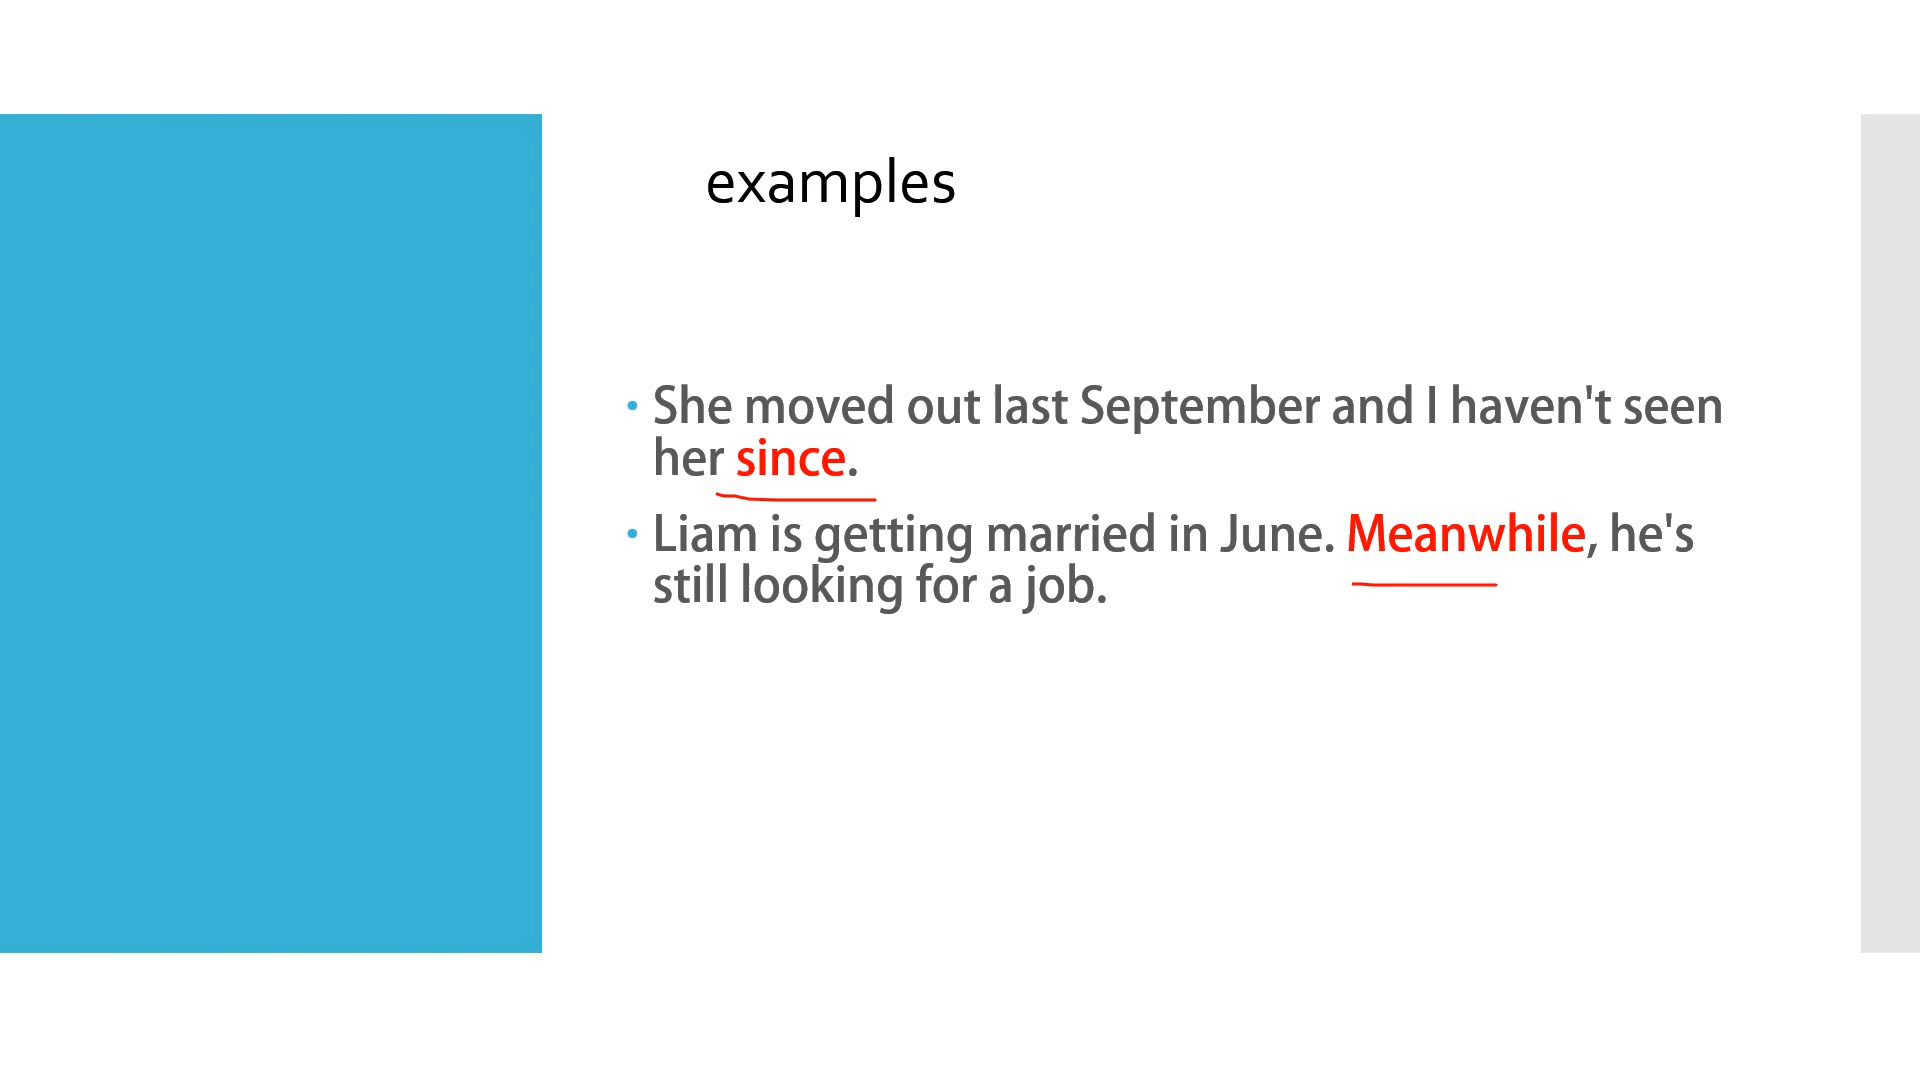 examples
• She moved out last September and I haven't seen
her since.
• Liam is getting married in June. Meanwhile, he's
still looking for a job.